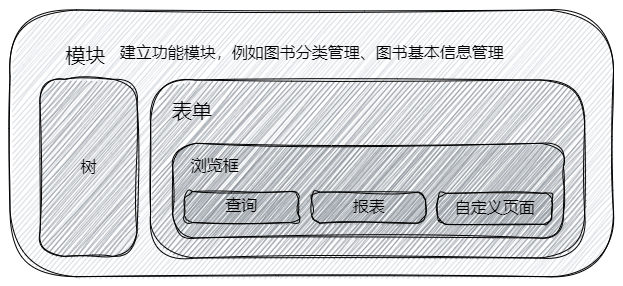 模块 建立功能模块，例如图书分类管理、图书基本信息管理
表单
树
浏览框
查询 报表 自定义页面